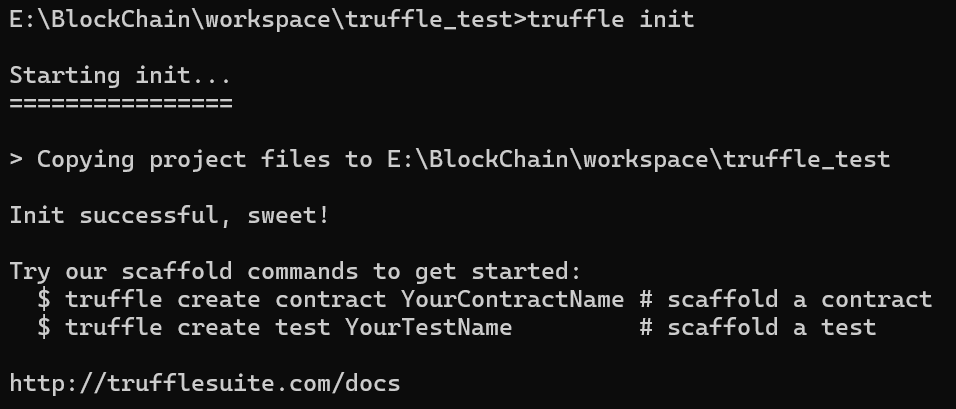 E:\BlockChain\workspace\truffle_test>truffle init
Starting init...
================
> Copying project files to E:\BlockChain\workspace\truffle_test
Init successful, sweet!
Try our scaffold commands to get started:
  $ truffle create contract YourContractName # scaffold a contract
  $ truffle create test YourTestName         # scaffold a test
http://trufflesuite.com/docs